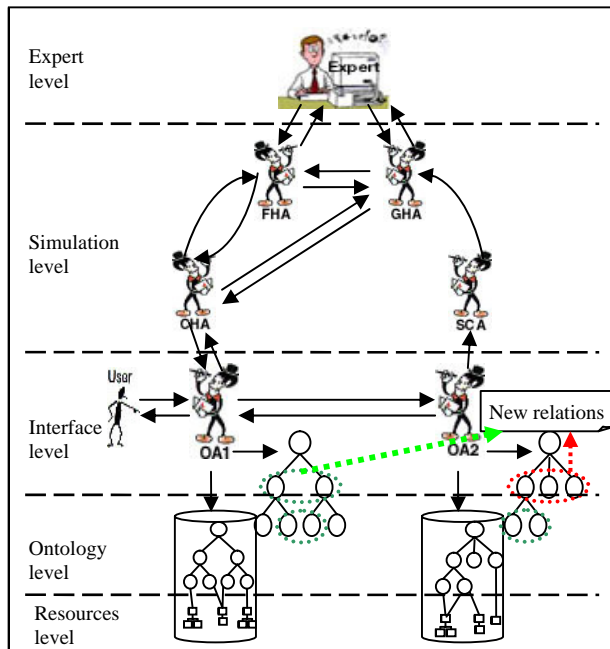 Expert
level
Expert
FHA
GHA
Simulation
level
CHA
SCA
User
New relations
Interface
level
OA1
OA2
Ontology
level
Resources
level